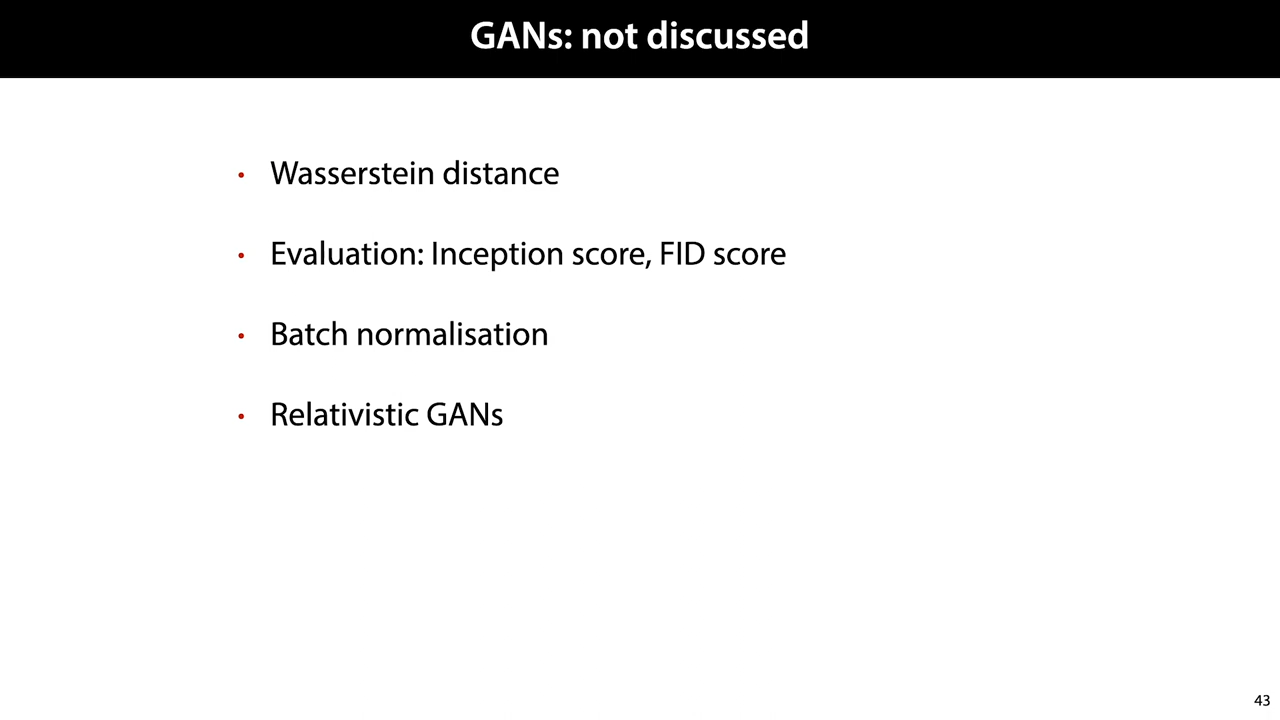 GANs: not discussed
• Wasserstein distance
• Evaluation: Inception score, FID score
• Batch normalisation
• Relativistic GANs
43